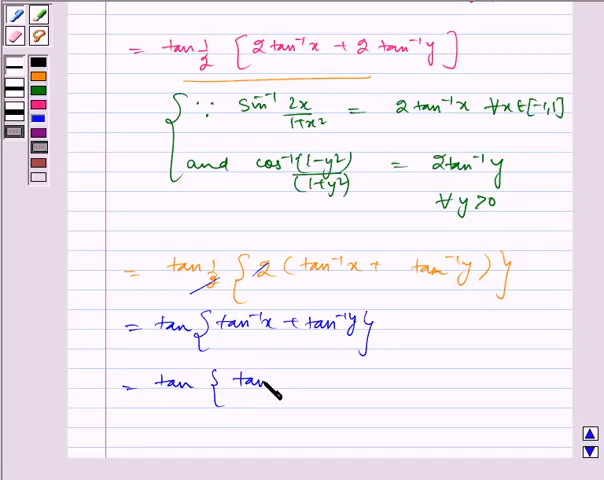 = tan 1/2 [2 tan⁻¹x + 2 tan⁻¹y]
{ ∵ sin⁻¹ 2x/1+x² = 2 tan⁻¹x ∀x ∈ [-1,1]
and cos⁻¹ (1-y²)/(1+y²) = 2tan⁻¹y
∀ y >0
= tan 1/2 { 2 (tan⁻¹x + tan⁻¹y) }
= tan { tan⁻¹x + tan⁻¹y }
= tan { tan